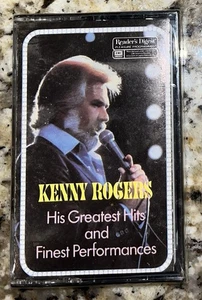 Reader's Digest
KENNY ROGERS
His Greatest Hits
and
Finest Performances